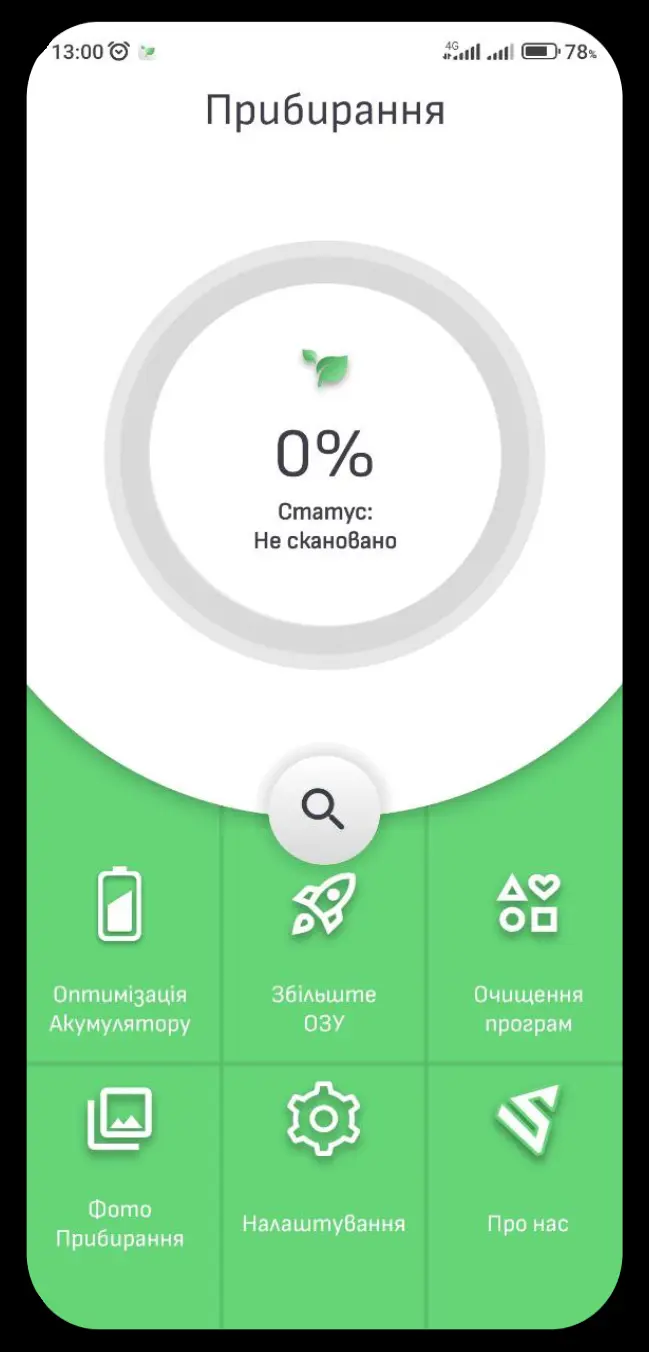 13:00 4G 78%
Прибирання
0%
Статус:
Не скановано
Оптимізація
Акумулятору
Збільште
ОЗУ
Очищення
програм
Фото
Прибирання
Налаштування
Про нас